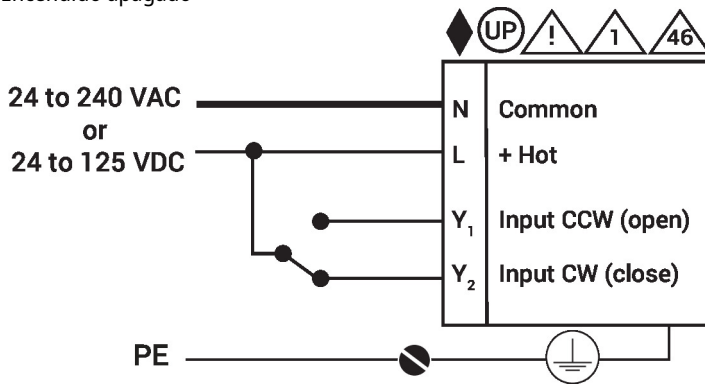 Encendido apagado
UP ! 1 46
24 to 240 VAC
or
24 to 125 VDC
N Common
L + Hot
Y₁ Input CCW (open)
Y₂ Input CW (close)
PE